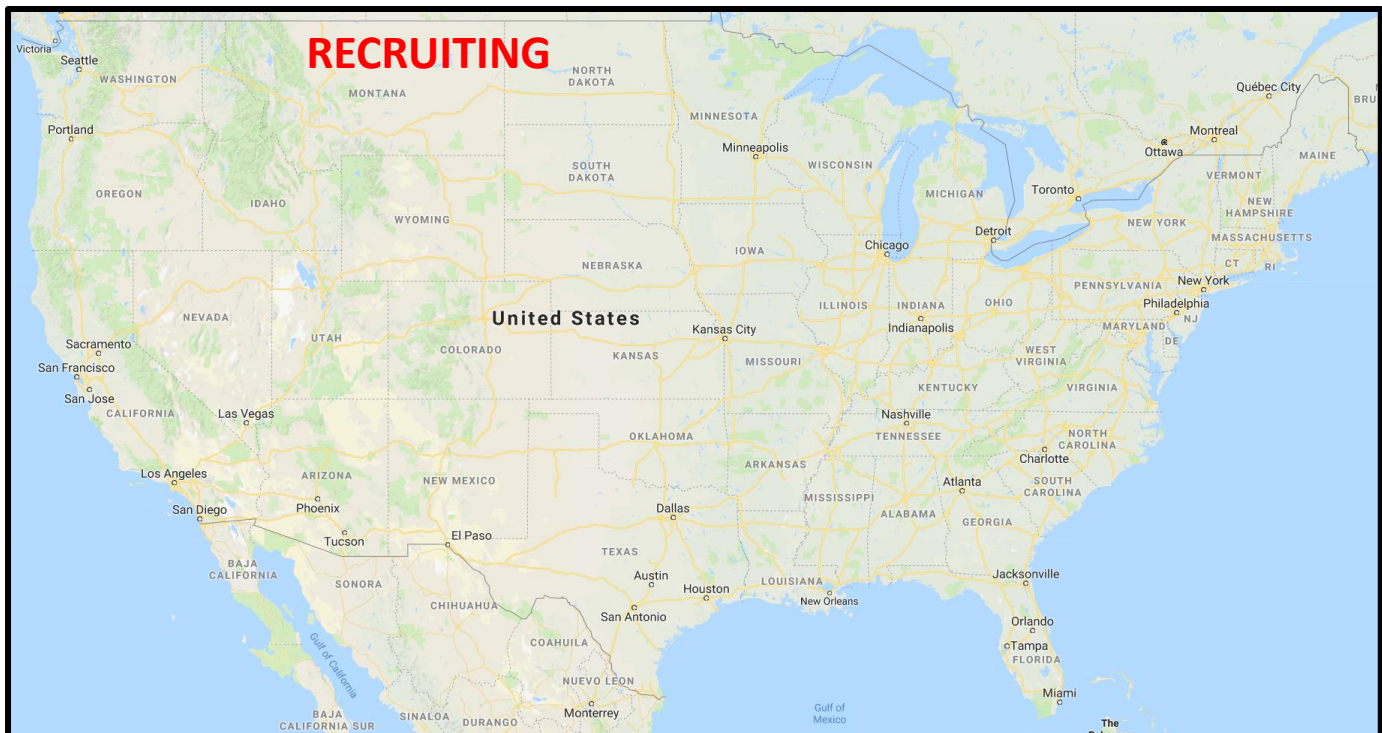 RECRUITING
Victoria
Seattle
WASHINGTON
MONTANA
NORTH
DAKOTA
MINNESOTA
Québec City
BRU
Portland
Minneapolis
WISCONSIN
Montreal
Ottawa
MAINE
OREGON
IDAHO
SOUTH
DAKOTA
MICHIGAN
Toronto
VERMONT
NEW
HAMPSHIRE
WYOMING
Detroit
NEW YORK
MASSACHUSETTS
Chicago
IOWA
CT
RI
NEBRASKA
PENNSYLVANIA
New York
NEVADA
UTAH
United States
ILLINOIS
INDIANA
OHIO
Philadelphia
NJ
Sacramento
COLORADO
Kansas City
Indianapolis
MARYLAND
DE
San Francisco
KANSAS
MISSOURI
WEST
VIRGINIA
San Jose
CALIFORNIA
Las Vegas
KENTUCKY
VIRGINIA
Nashville
OKLAHOMA
TENNESSEE
NORTH
CAROLINA
Charlotte
Los Angeles
ARIZONA
NEW MEXICO
ARKANSAS
Atlanta
SOUTH
CAROLINA
San Diego
Phoenix
Dallas
MISSISSIPPI
ALABAMA
GEORGIA
Tucson
El Paso
TEXAS
BAJA
CALIFORNIA
SONORA
Austin
Houston
LOUISIANA
Jacksonville
CHIHUAHUA
San Antonio
New Orleans
Orlando
COAHUILA
Tampa
FLORIDA
Gulf of California
NUEVO LEON
Miami
BAJA
CALIFORNIA SUR
SINALOA
DURANGO
Monterrey
Gulf of
Mexico
The